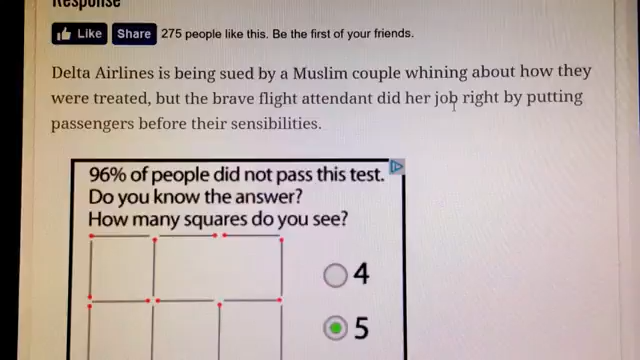 Response
Like Share 275 people like this. Be the first of your friends.
Delta Airlines is being sued by a Muslim couple whining about how they
were treated, but the brave flight attendant did her job right by putting
passengers before their sensibilities.
96% of people did not pass this test.
Do you know the answer?
How many squares do you see?
4
5